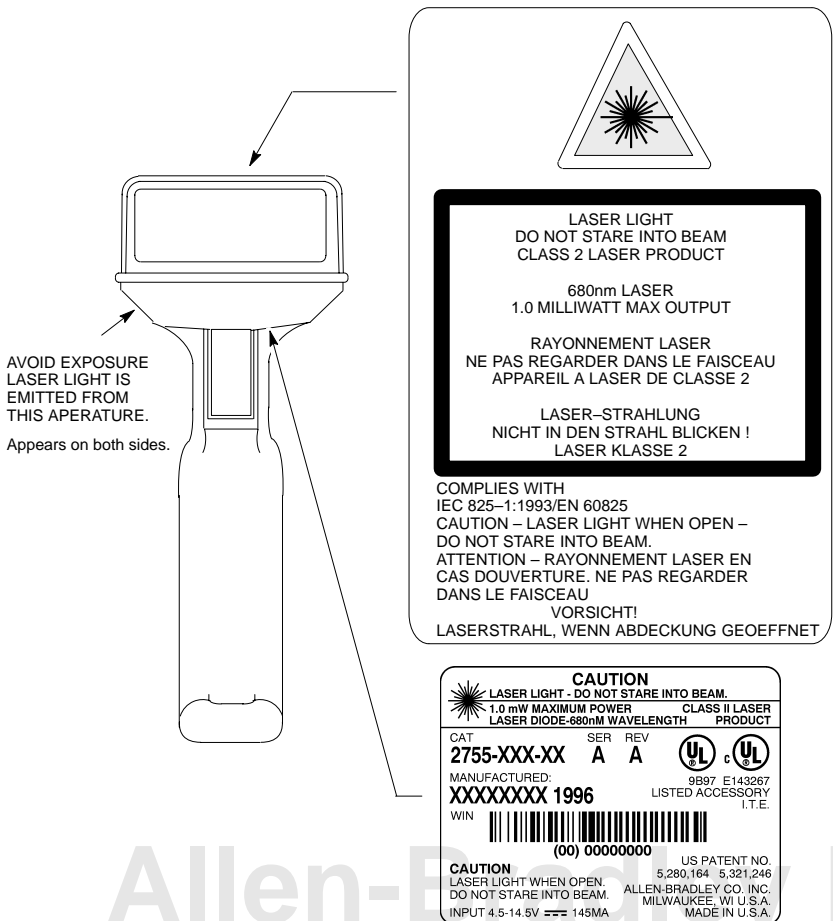 LASER LIGHT
DO NOT STARE INTO BEAM
CLASS 2 LASER PRODUCT
680nm LASER
1.0 MILLIWATT MAX OUTPUT
RAYONNEMENT LASER
NE PAS REGARDER DANS LE FAISCEAU
APPAREIL A LASER DE CLASSE 2
LASER–STRAHLUNG
NICHT IN DEN STRAHL BLICKEN !
LASER KLASSE 2
COMPLIES WITH
IEC 825–1:1993/EN 60825
CAUTION – LASER LIGHT WHEN OPEN –
DO NOT STARE INTO BEAM.
ATTENTION – RAYONNEMENT LASER EN
CAS DOUVERTURE. NE PAS REGARDER
DANS LE FAISCEAU
VORSICHT!
LASERSTRAHL, WENN ABDECKUNG GEOEFFNET
AVOID EXPOSURE
LASER LIGHT IS
EMITTED FROM
THIS APERATURE.
Appears on both sides.
CAUTION
LASER LIGHT - DO NOT STARE INTO BEAM.
1.0 mW MAXIMUM POWER CLASS II LASER
LASER DIODE-680nM WAVELENGTH PRODUCT
CAT SER REV
2755-XXX-XX A A UL ® c UL ®
MANUFACTURED: 9B97 E143267
XXXXXXXX 1996 LISTED ACCESSORY
I.T.E.
WIN
(00) 00000000
US PATENT NO.
5,280,164 5,321,246
CAUTION
LASER LIGHT WHEN OPEN.
DO NOT STARE INTO BEAM.
INPUT 4.5-14.5V 145MA
ALLEN-BRADLEY CO. INC.
MILWAUKEE, WI U.S.A.
MADE IN U.S.A.
Allen-Bradley